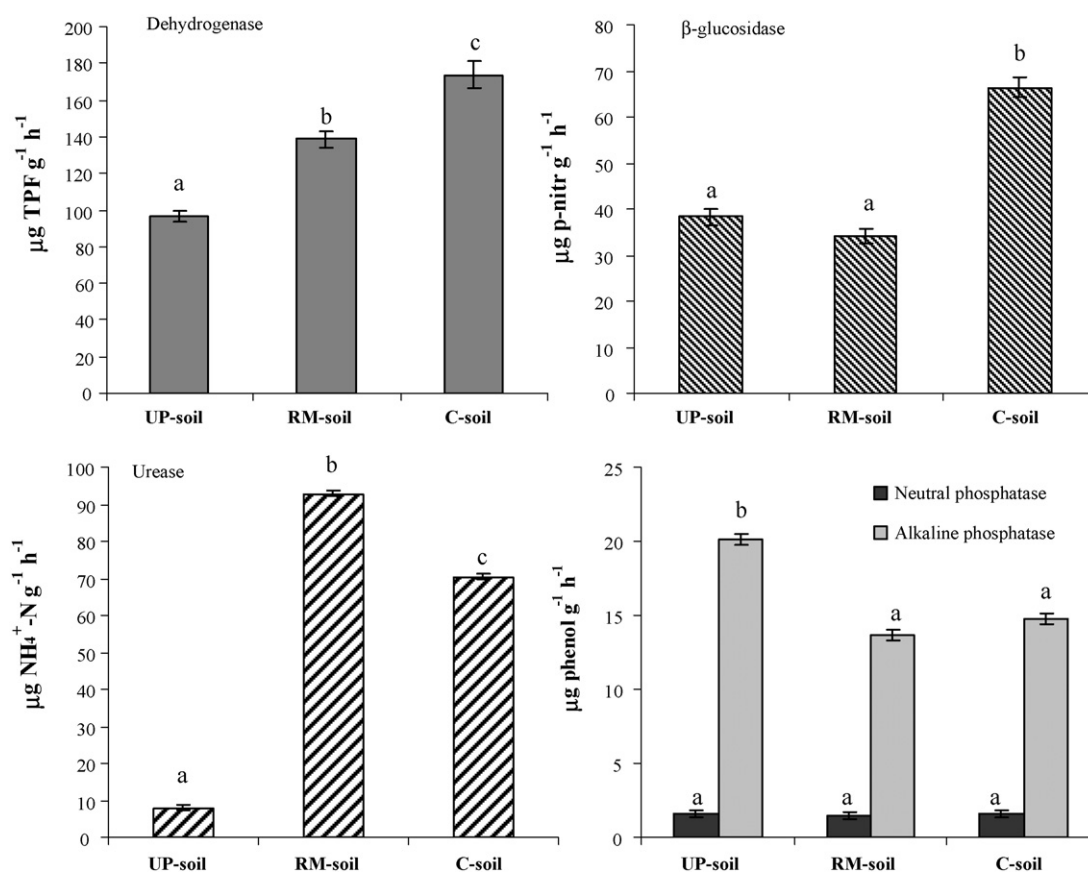 Dehydrogenase
μg TPF g⁻¹ h⁻¹
200
180
160
140
120
100
80
60
40
20
0
a
b
c
UP-soil RM-soil C-soil
β-glucosidase
μg p-nitr g⁻¹ h⁻¹
80
70
60
50
40
30
20
10
0
a
a
b
UP-soil RM-soil C-soil
Urease
μg NH₄⁺-N g⁻¹ h⁻¹
100
90
80
70
60
50
40
30
20
10
0
a
b
c
UP-soil RM-soil C-soil
Neutral phosphatase
Alkaline phosphatase
μg phenol g⁻¹ h⁻¹
25
20
15
10
5
0
a
b
a
a
a
a
UP-soil RM-soil C-soil